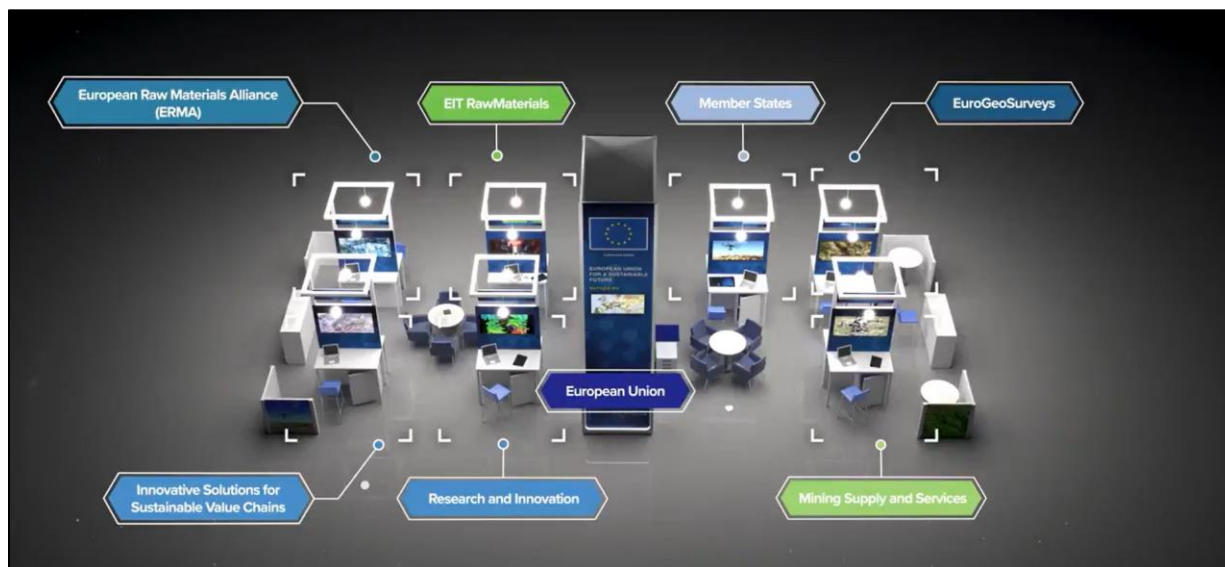 European Raw Materials Alliance
(ERMA)
EIT RawMaterials
Member States
EuroGeoSurveys
EUROPEAN UNION
FOR A SUSTAINABLE
FUTURE
European Union
Innovative Solutions for
Sustainable Value Chains
Research and Innovation
Mining Supply and Services